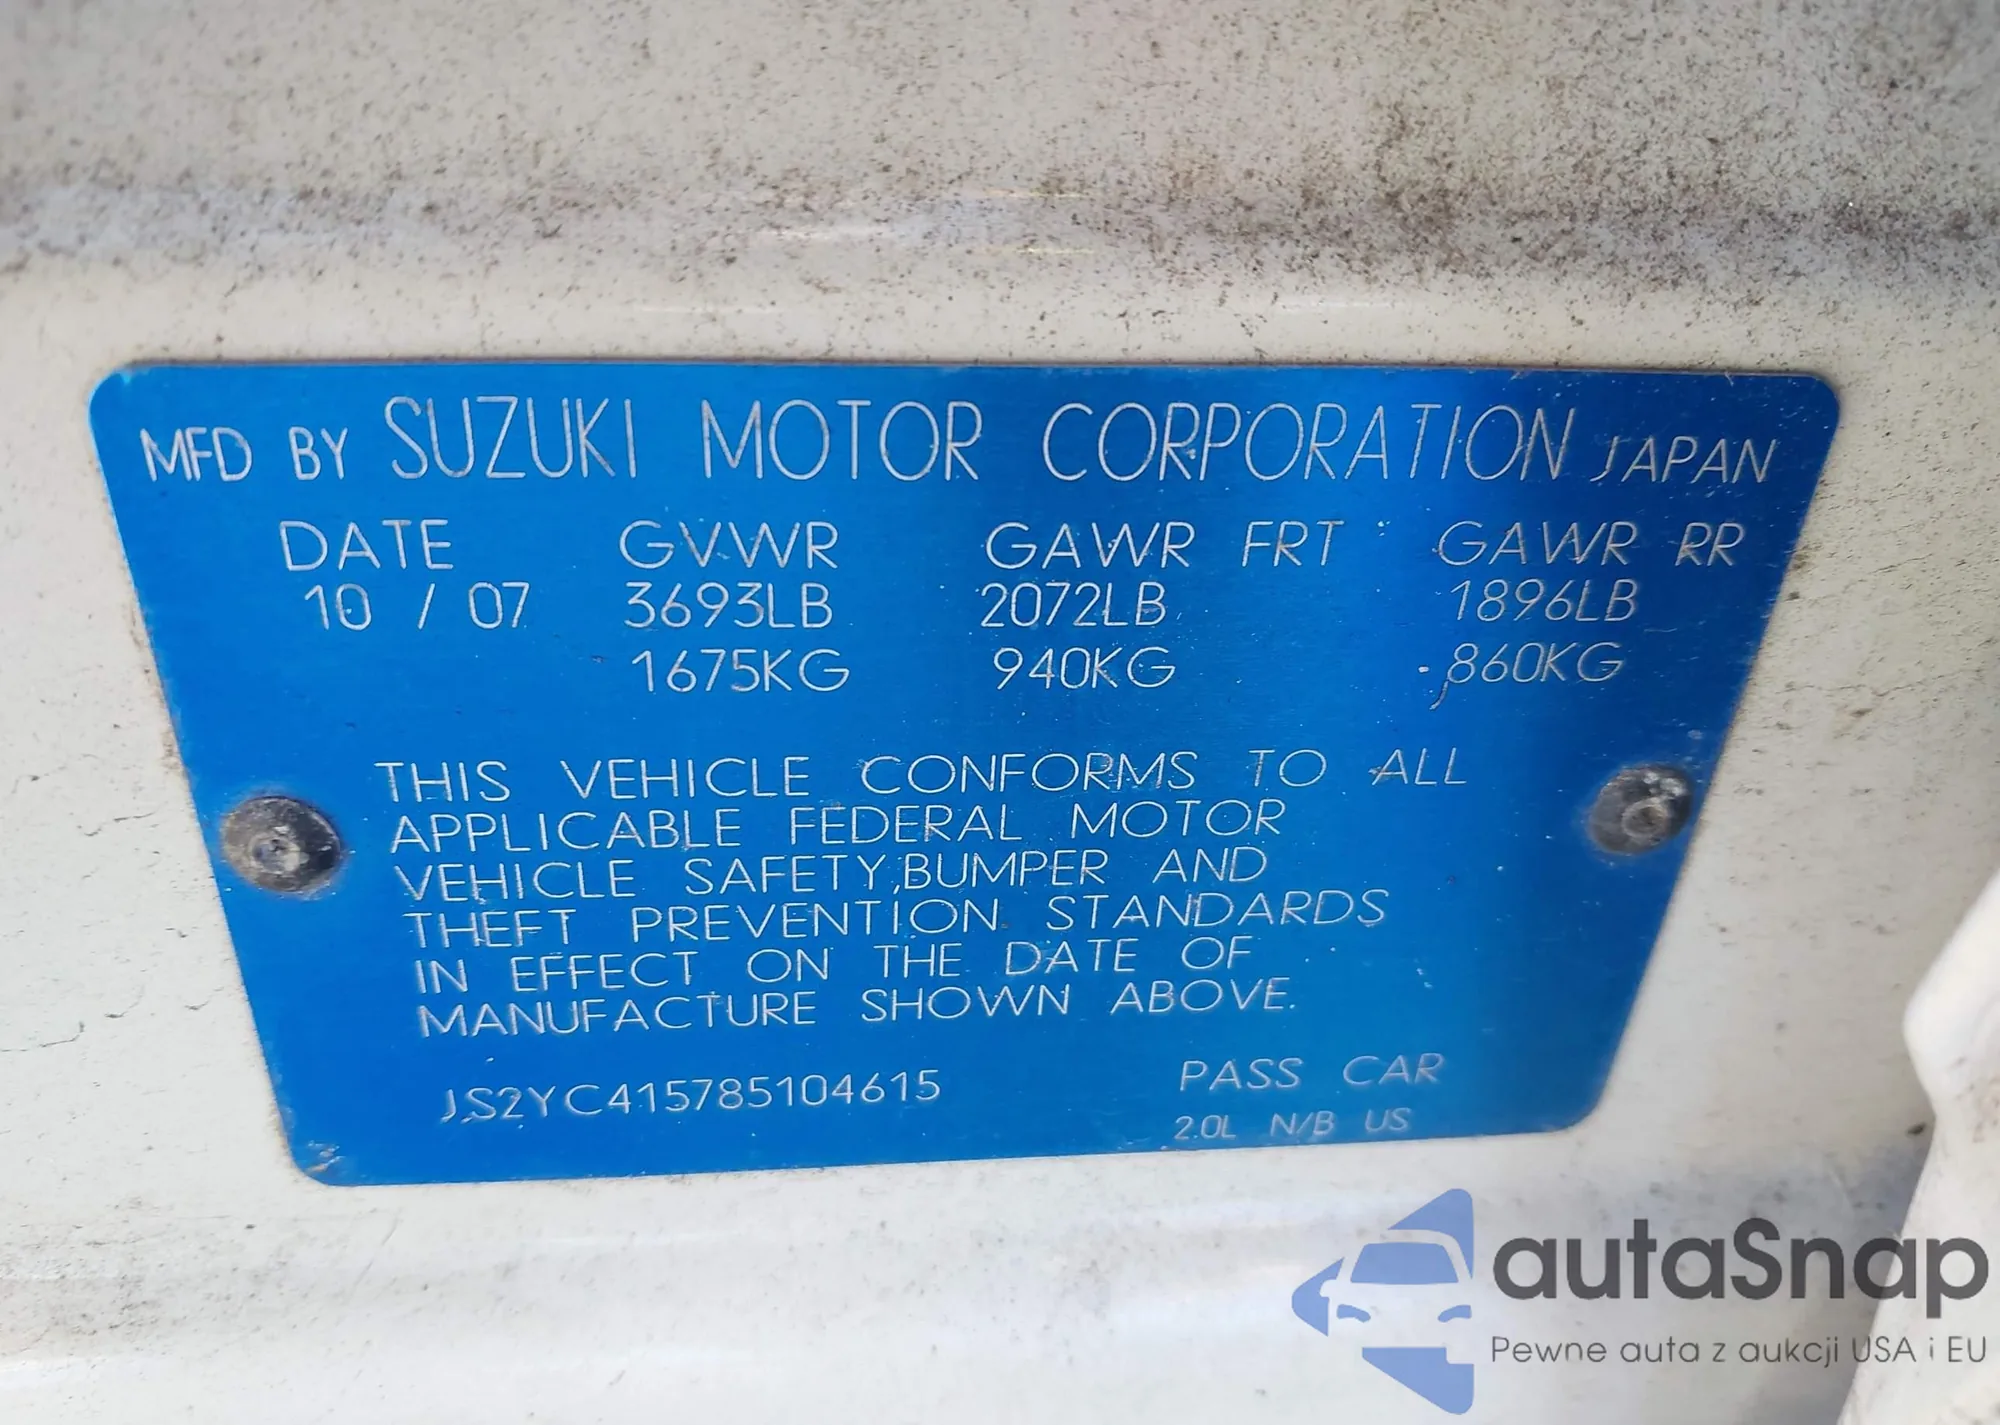 MFD BY SUZUKI MOTOR CORPORATION JAPAN
DATE GVWR GAWR FRT GAWR RR
10 / 07 3693LB 2072LB 1896LB
1675KG 940KG 860KG
THIS VEHICLE CONFORMS TO ALL
APPLICABLE FEDERAL MOTOR
VEHICLE SAFETY,BUMPER AND
THEFT PREVENTION STANDARDS
IN EFFECT ON THE DATE OF
MANUFACTURE SHOWN ABOVE.
JS2YC415785104615 PASS CAR
2.0L N/B US
autaSnap
Pewne auta z aukcji USA i EU